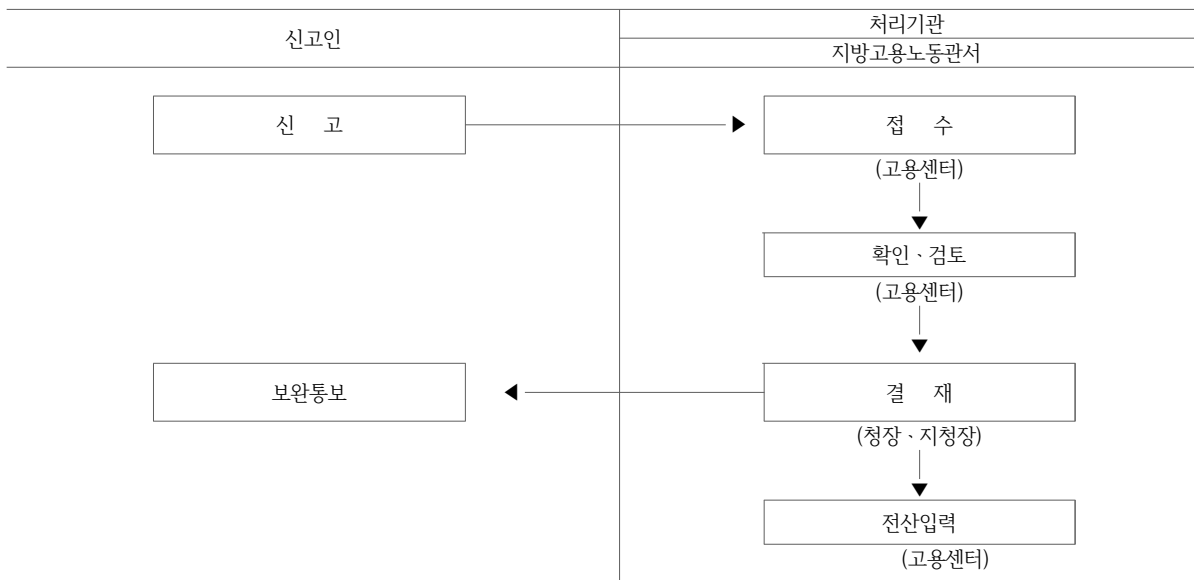 신고인
처리기관
지방고용노동관서
신 고
접 수
(고용센터)
확인、검토
(고용센터)
보완통보
결 재
(청장、지청장)
전산입력
(고용센터)